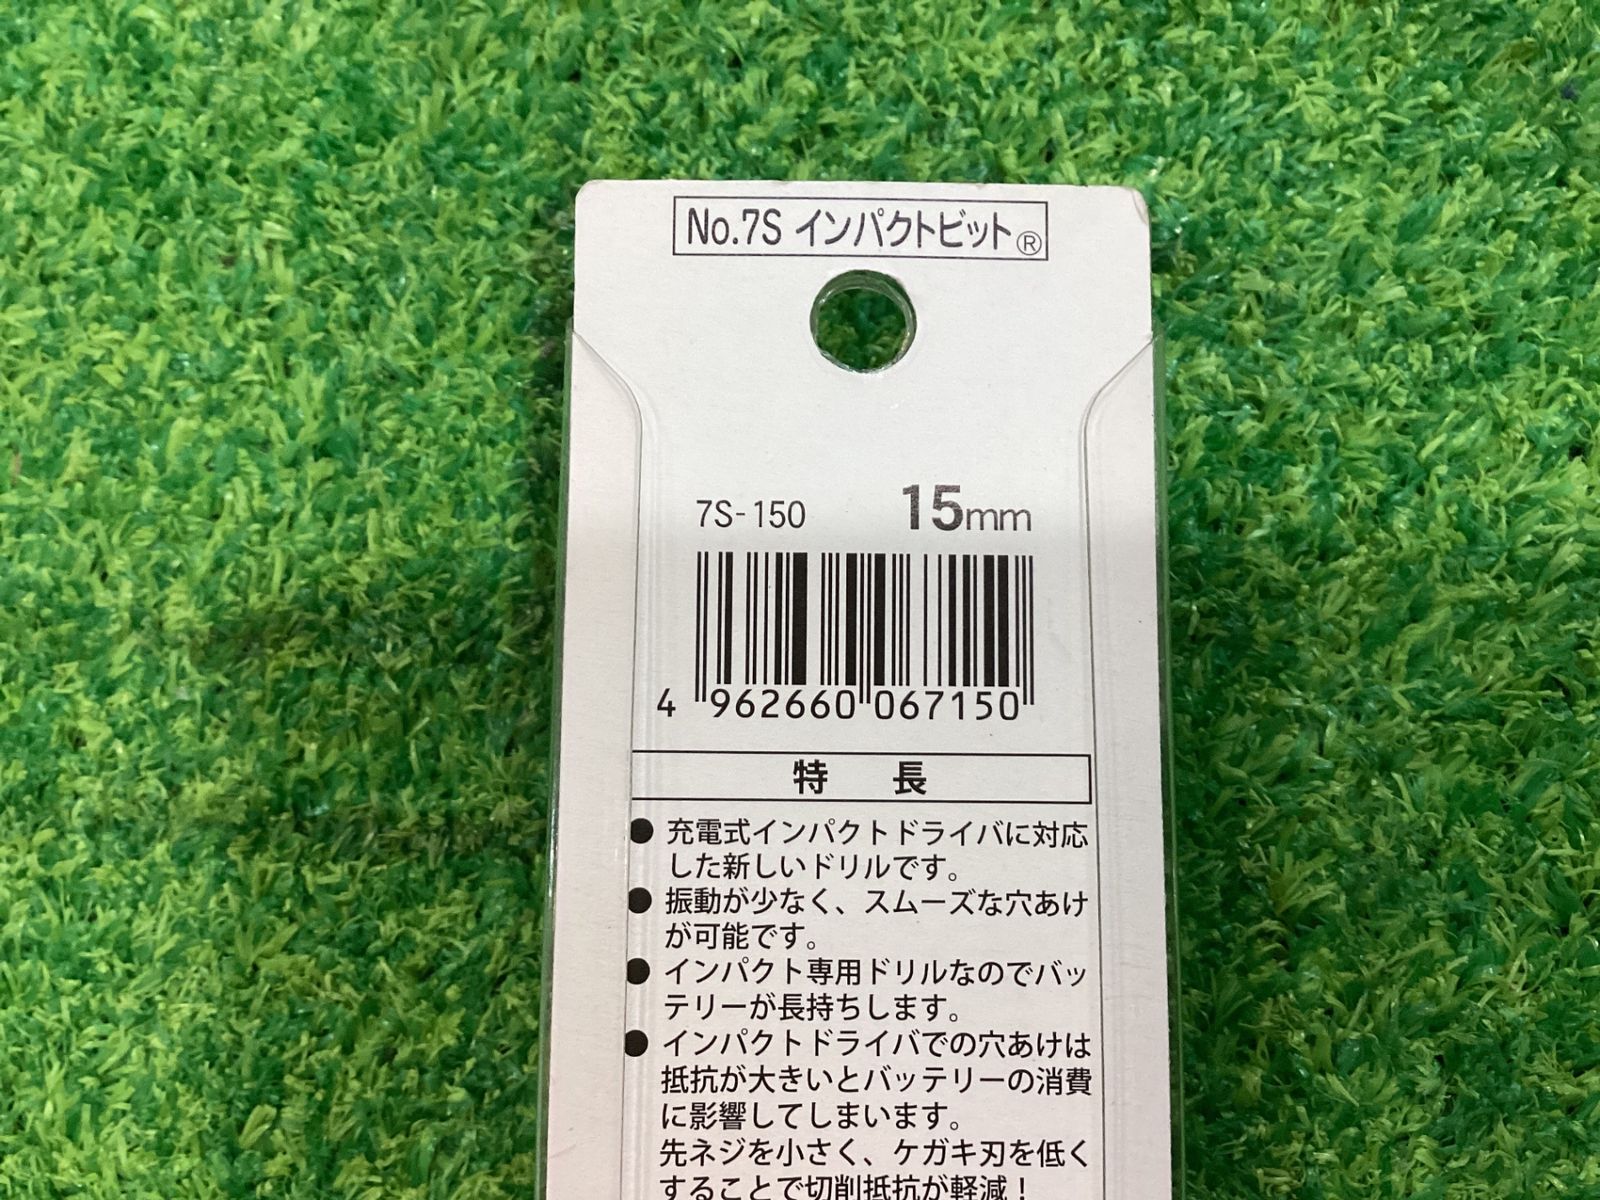 No.7S インパクトビット®
7S-150 15mm
4 962660 067150
特 長
● 充電式インパクトドライバに対応
した新しいドリルです。
● 振動が少なく、スムーズな穴あけ
が可能です。
● インパクト専用ドリルなのでバッ
テリーが長持ちします。
● インパクトドライバでの穴あけは
抵抗が大きいとバッテリーの消費
に影響してしまいます。
先ネジを小さく、ケガキ刃を低く
することで切削抵抗が軽減！